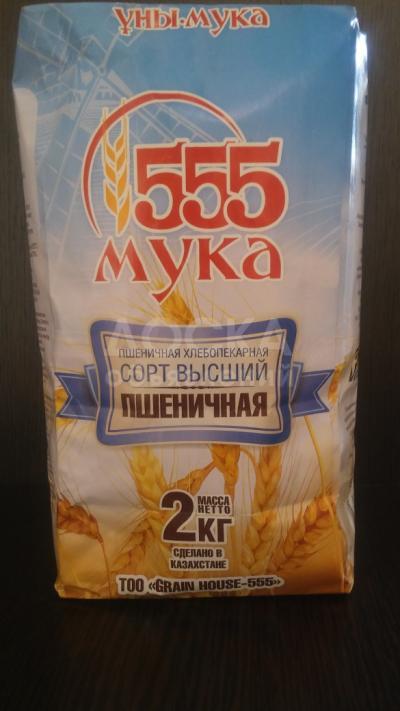 ұны.мука
555
мука
ПШЕНИЧНАЯ ХЛЕБОПЕКАРНАЯ
СОРТ ВЫСШИЙ
ПШЕНИЧНАЯ
МАССА
НЕТТО
2 КГ
СДЕЛАНО В
КАЗАХСТАНЕ
ТОО «GRAIN HOUSE-555»